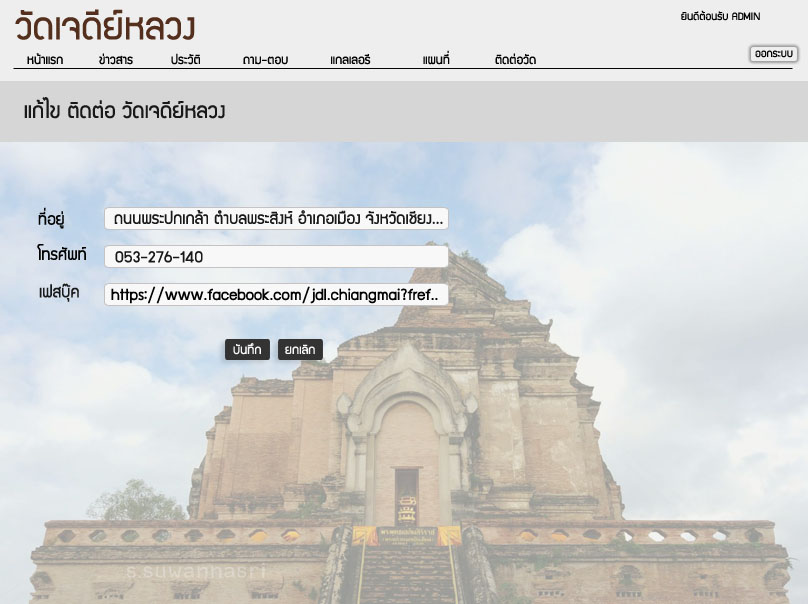 วัดเจดีย์หลวง
ยินดีต้อนรับ ADMIN
ออกระบบ
หน้าแรก ข่าวสาร ประวัติ ถาม-ตอบ แกลเลอรี แผนที่ ติดต่อวัด
แก้ไข ติดต่อ วัดเจดีย์หลวง
ที่อยู่ ถนนพระปกเกล้า ตำบลพระสิงห์ อำเภอเมือง จังหวัดเชียง...
โทรศัพท์ 053-276-140
เฟสบุ๊ค https://www.facebook.com/jdl.chiangmai?fref..
บันทึก ยกเลิก
s.suwannasri